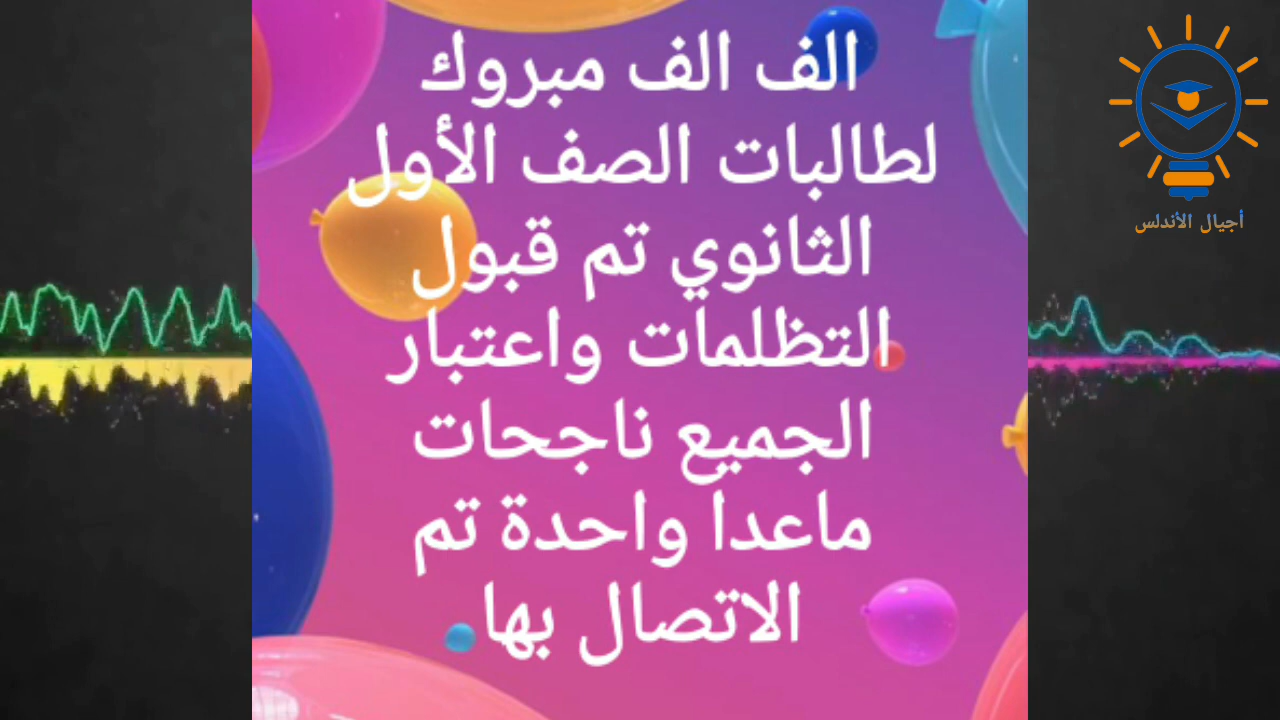 الف الف مبروك
لطالبات الصف الأول
الثانوي تم قبول
التظلمات واعتبار
الجميع ناجحات
ماعدا واحدة تم
الاتصال بها
أجيال الأندلس